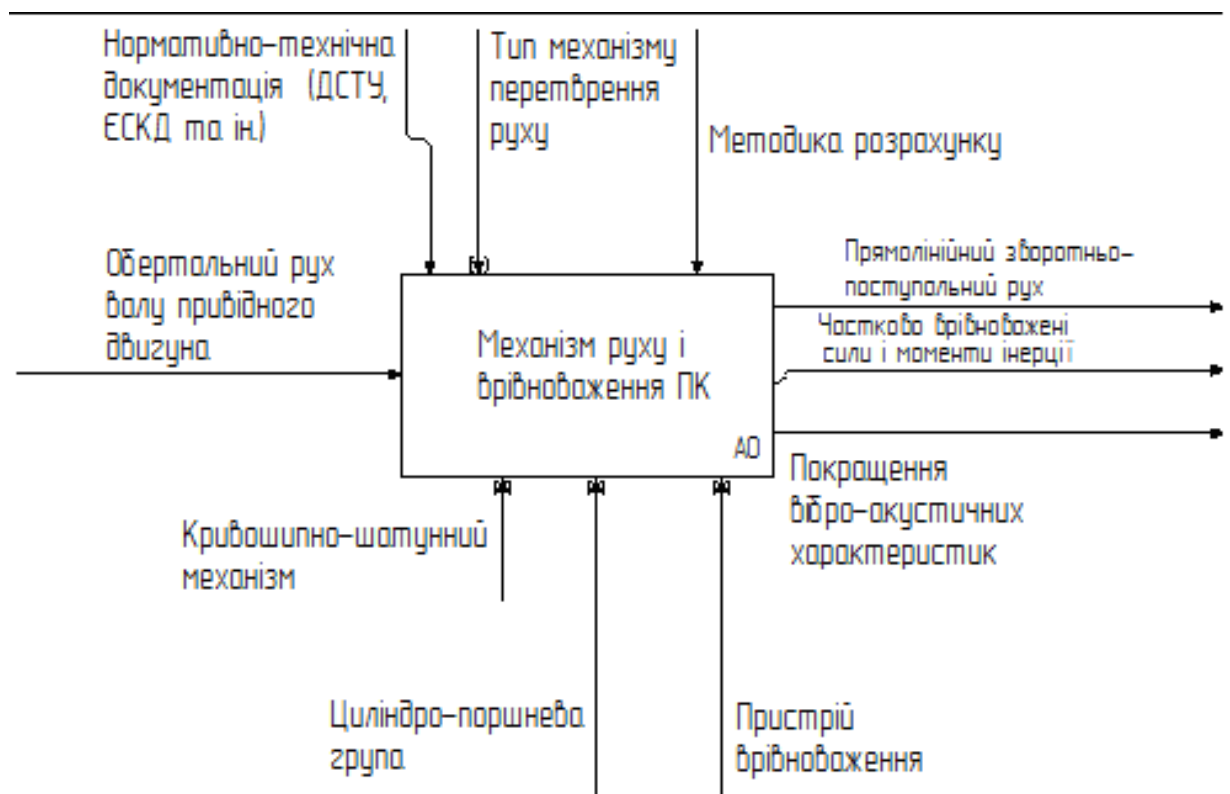 Нормативно-технічна
документація (ДСТУ,
ЄСКД та ін.)
Тип механізму
перетврення
руху
Методика розрахунку
Обертальний рух
валу привідного
двигуна
Механізм руху і
врівноваження ПК
А0
Прямолінійний зворотньо-
поступальний рух
Частково врівноважені
сили і моменти інерції
Покращення
вібро-акустичних
характеристик
Кривошипно-шатунний
механізм
Циліндро-поршнева
група
Пристрій
врівноваження